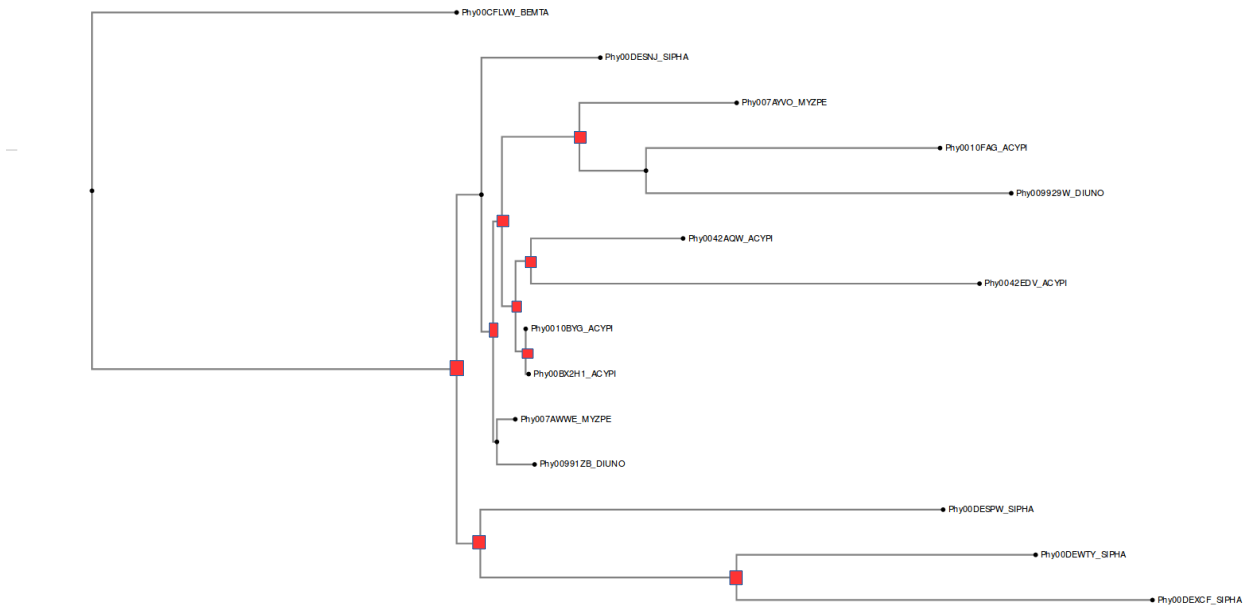 Phy00CFLVW_BEMTA
Phy00DESNJ_SIPHA
Phy007AYVO_MYZPE
Phy0010FAG_ACYPI
Phy009929W_DIUNO
Phy0042AQW_ACYPI
Phy0042EDV_ACYPI
Phy0010BYG_ACYPI
Phy00BX2H1_ACYPI
Phy007AWWE_MYZPE
Phy00991ZB_DIUNO
Phy00DESPW_SIPHA
Phy00DEWTY_SIPHA
Phy00DEXCF_SIPHA